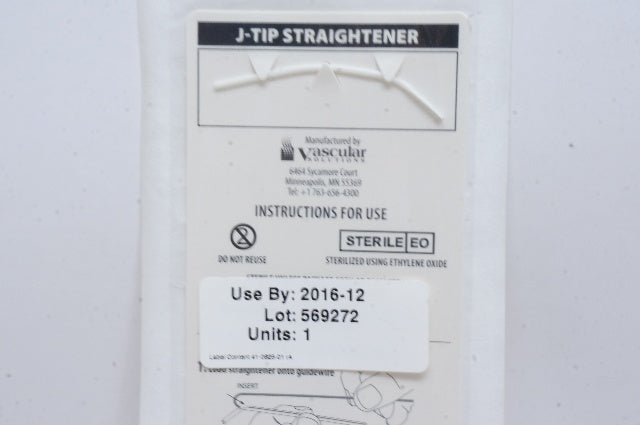 J-TIP STRAIGHTENER
Manufactured by
Vascular
SOLUTIONS
6464 Sycamore Court
Minneapolis, MN 55369
Tel: +1 763-656-4300
INSTRUCTIONS FOR USE
STERILE EO
DO NOT REUSE
STERILIZED USING ETHYLENE OXIDE
Use By: 2016-12
Lot: 569272
Units: 1
straightener onto guidewire
INSERT